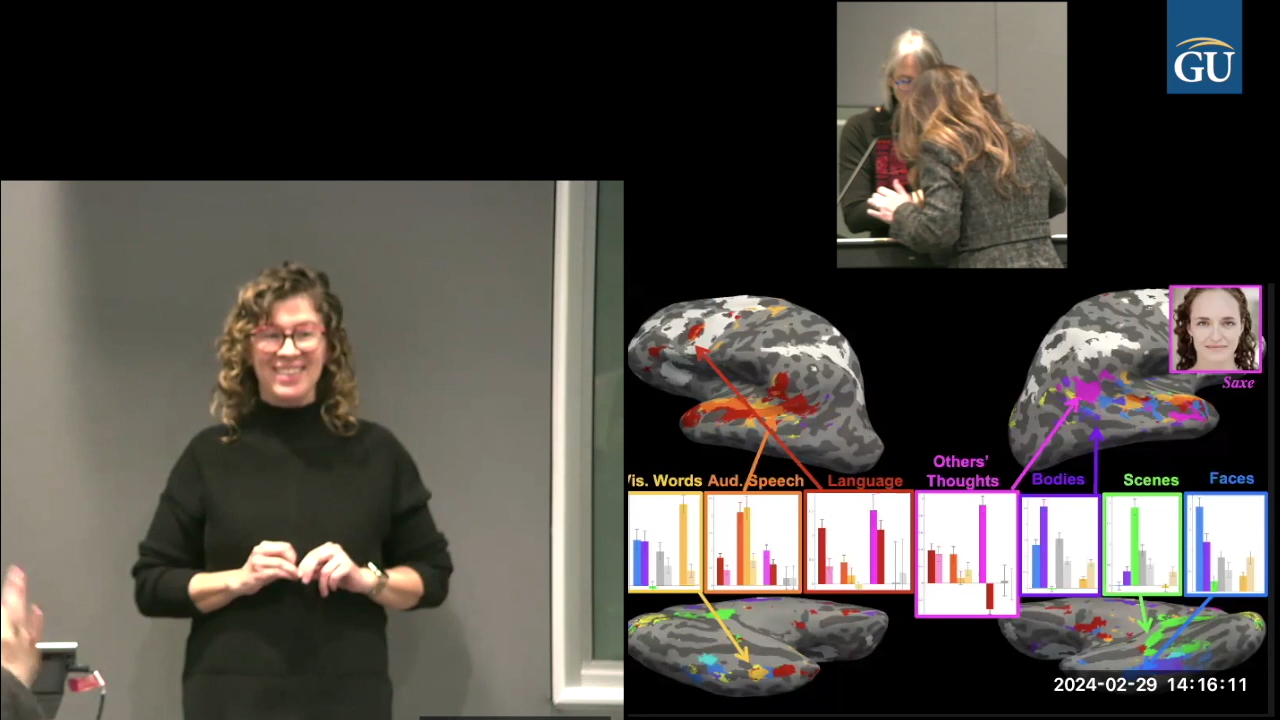 GU
Saxe
Vis. Words
Aud. Speech
Language
Others'
Thoughts
Bodies
Scenes
Faces
2024-02-29 14:16:11